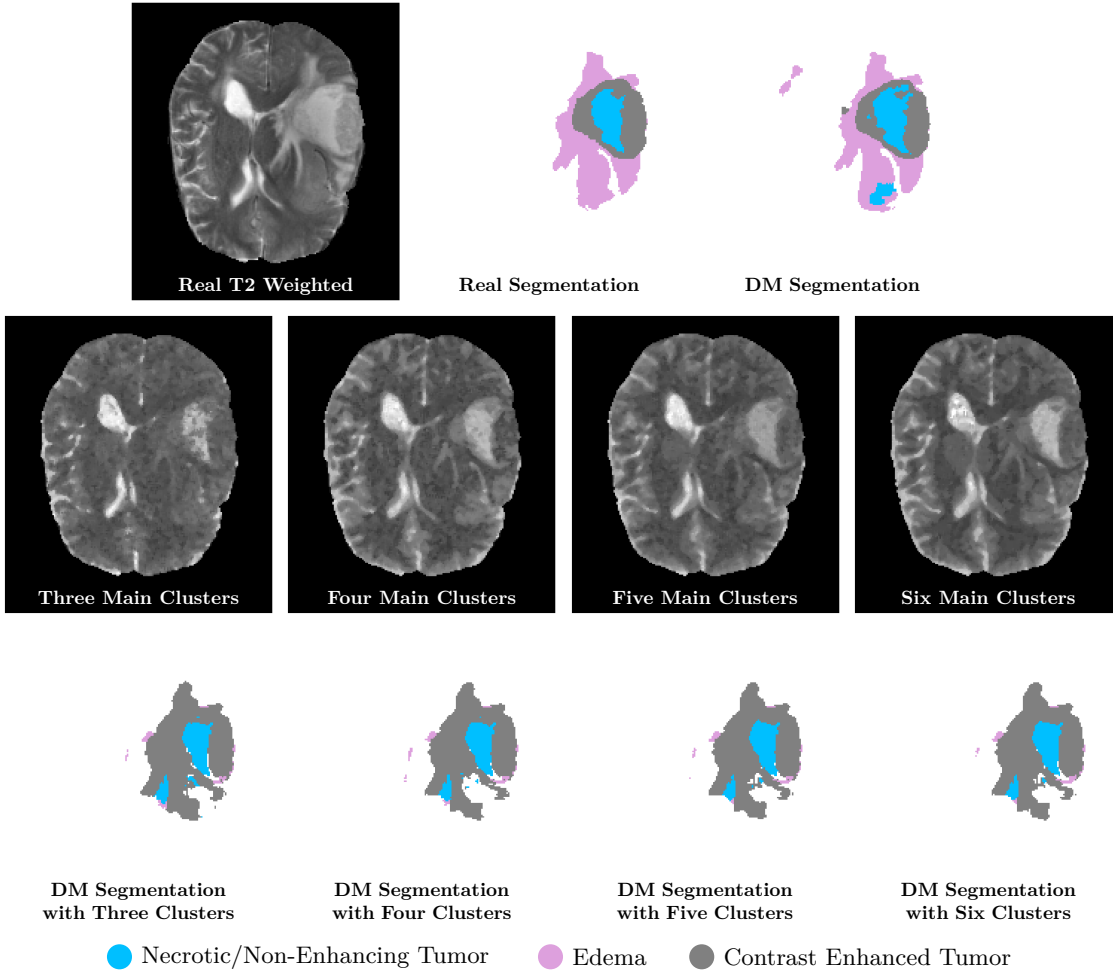 Real T2 Weighted
Real Segmentation
DM Segmentation
Three Main Clusters
Four Main Clusters
Five Main Clusters
Six Main Clusters
DM Segmentation
with Three Clusters
DM Segmentation
with Four Clusters
DM Segmentation
with Five Clusters
DM Segmentation
with Six Clusters
Necrotic/Non-Enhancing Tumor
Edema
Contrast Enhanced Tumor